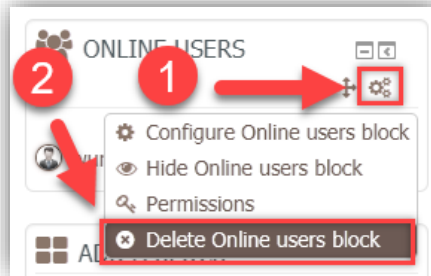 ONLINE USERS
1
2
Configure Online users block
Hide Online users block
Permissions
Delete Online users block